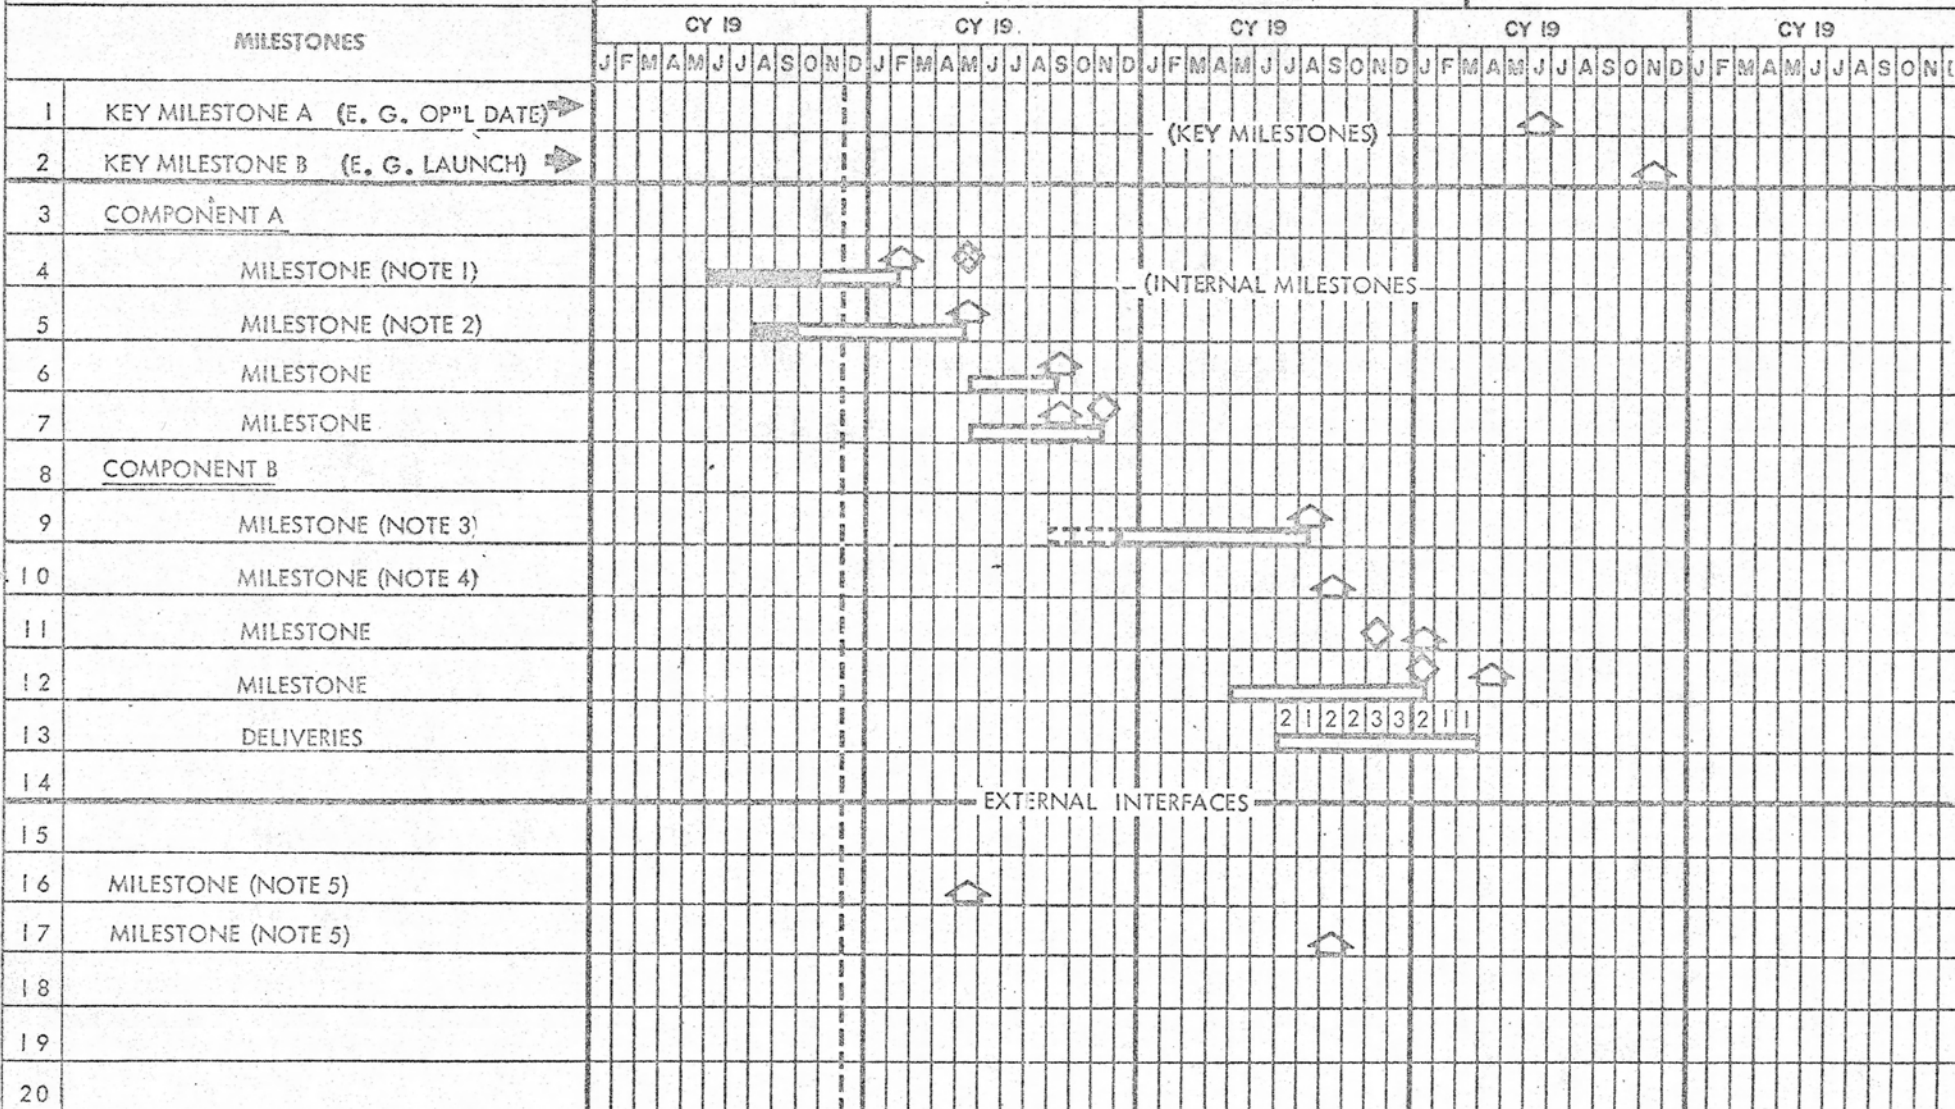 CY 19 CY 19. CY 19 CY 19 CY 19
MILESTONES
J F M A M J J A S O N D J F M A M J J A S O N D J F M A M J J A S O N D J F M A M J J A S O N D J F M A M J J A S O N D
1 KEY MILESTONE A (E. G. OP"L DATE)
(KEY MILESTONES)
2 KEY MILESTONE B (E. G. LAUNCH)
3 COMPONENT A
4 MILESTONE (NOTE 1)
(INTERNAL MILESTONES
5 MILESTONE (NOTE 2)
6 MILESTONE
7 MILESTONE
8 COMPONENT B
9 MILESTONE (NOTE 3)
10 MILESTONE (NOTE 4)
11 MILESTONE
12 MILESTONE
2 1 2 2 3 3 2 1 1
13 DELIVERIES
14
EXTERNAL INTERFACES
15
16 MILESTONE (NOTE 5)
17 MILESTONE (NOTE 5)
18
19
20